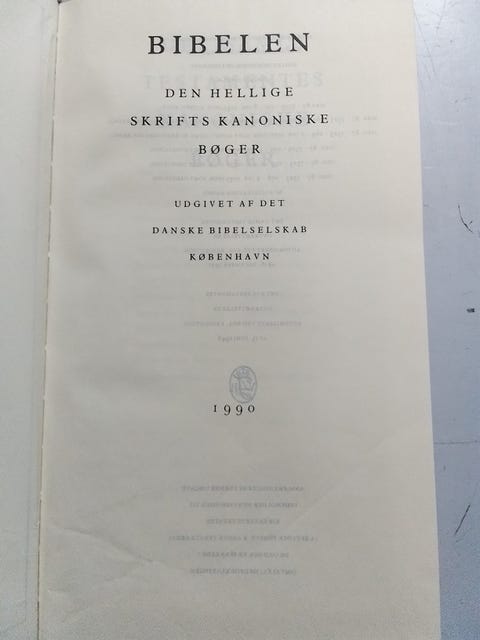 BIBELEN
DEN HELLIGE
SKRIFTS KANONISKE
BØGER
UDGIVET AF DET
DANSKE BIBELSELSKAB
KØBENHAVN
1990